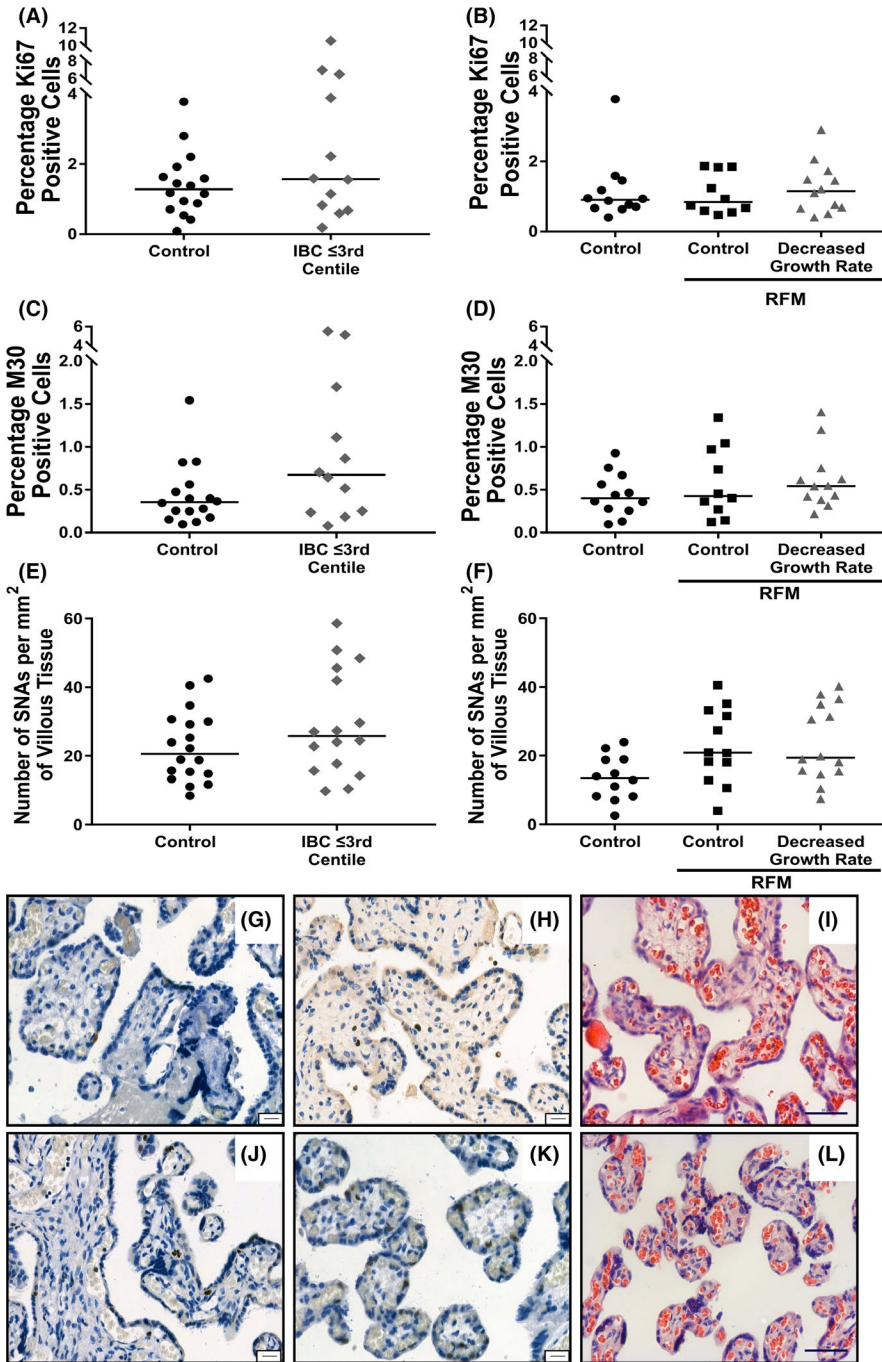 (A)
Percentage Ki67
Positive Cells
12
10
8
6
4
2
0
Control
IBC ≤3rd
Centile
(B)
Percentage Ki67
Positive Cells
12
8
4
2
0
Control
Control
Decreased
Growth Rate
RFM
(C)
Percentage M30
Positive Cells
6
4
2.0
1.5
1.0
0.5
0.0
Control
IBC ≤3rd
Centile
(D)
Percentage M30
Positive Cells
6
4
2.0
1.5
1.0
0.5
0.0
Control
Control
Decreased
Growth Rate
RFM
(E)
Number of SNAs per mm²
of Villous Tissue
60
40
20
0
Control
IBC ≤3rd
Centile
(F)
Number of SNAs per mm²
of Villous Tissue
60
40
20
0
Control
Control
Decreased
Growth Rate
RFM
(G)
(H)
(I)
(J)
(K)
(L)